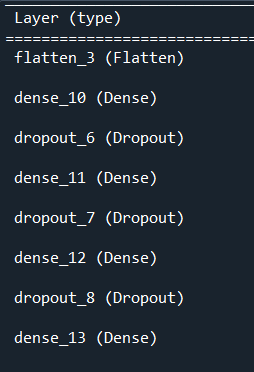 Layer (type)
==============================
flatten_3 (Flatten)
dense_10 (Dense)
dropout_6 (Dropout)
dense_11 (Dense)
dropout_7 (Dropout)
dense_12 (Dense)
dropout_8 (Dropout)
dense_13 (Dense)